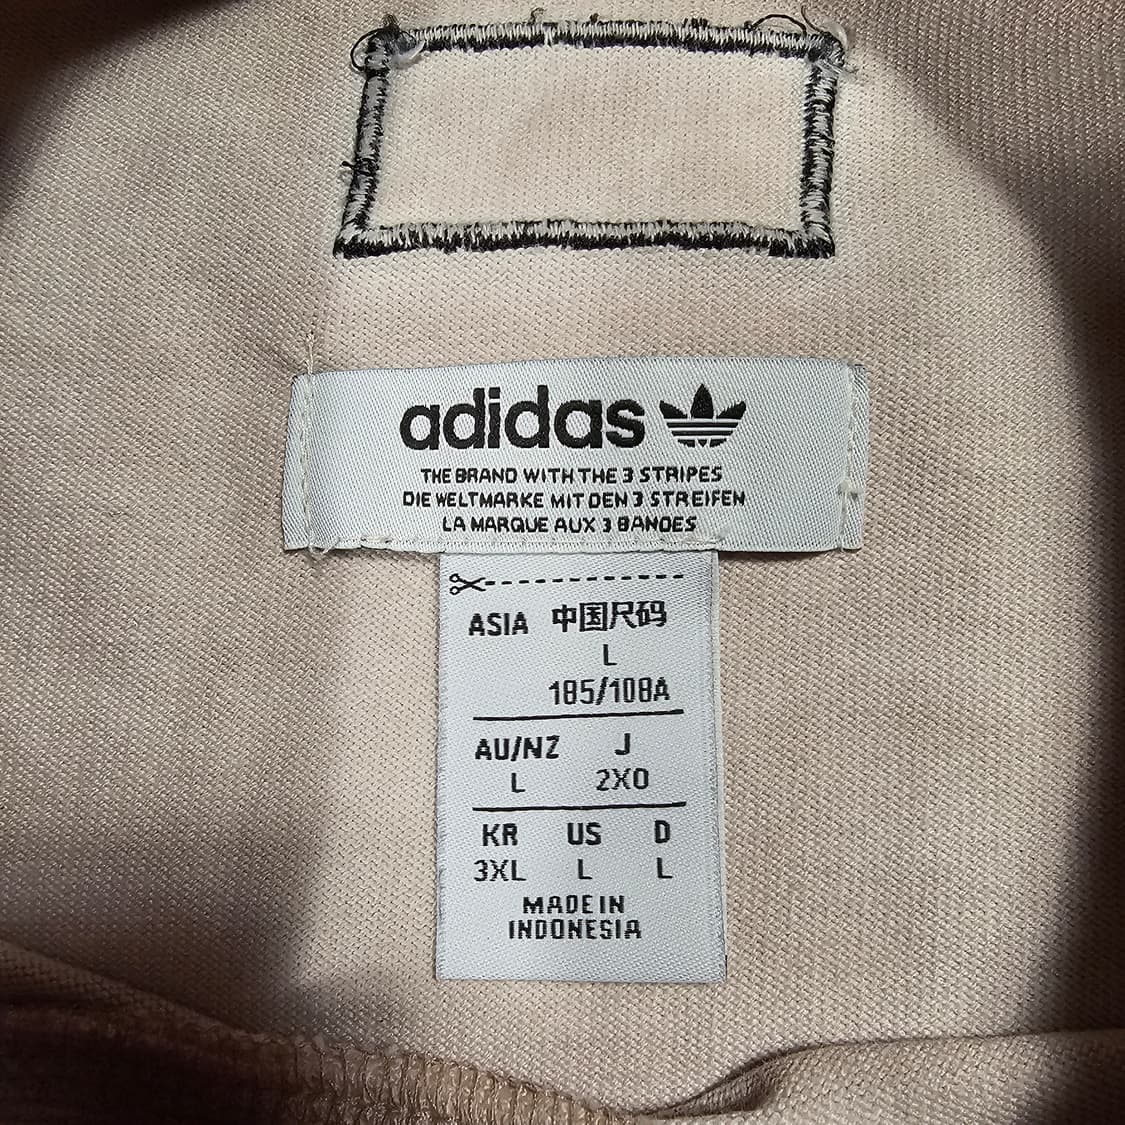 adidas
THE BRAND WITH THE 3 STRIPES
DIE WELTMARKE MIT DEN 3 STREIFEN
LA MARQUE AUX 3 BANDES
ASIA 中国尺码
L
185/108A
AU/NZ J
L 2XO
KR US D
3XL L L
MADE IN
INDONESIA